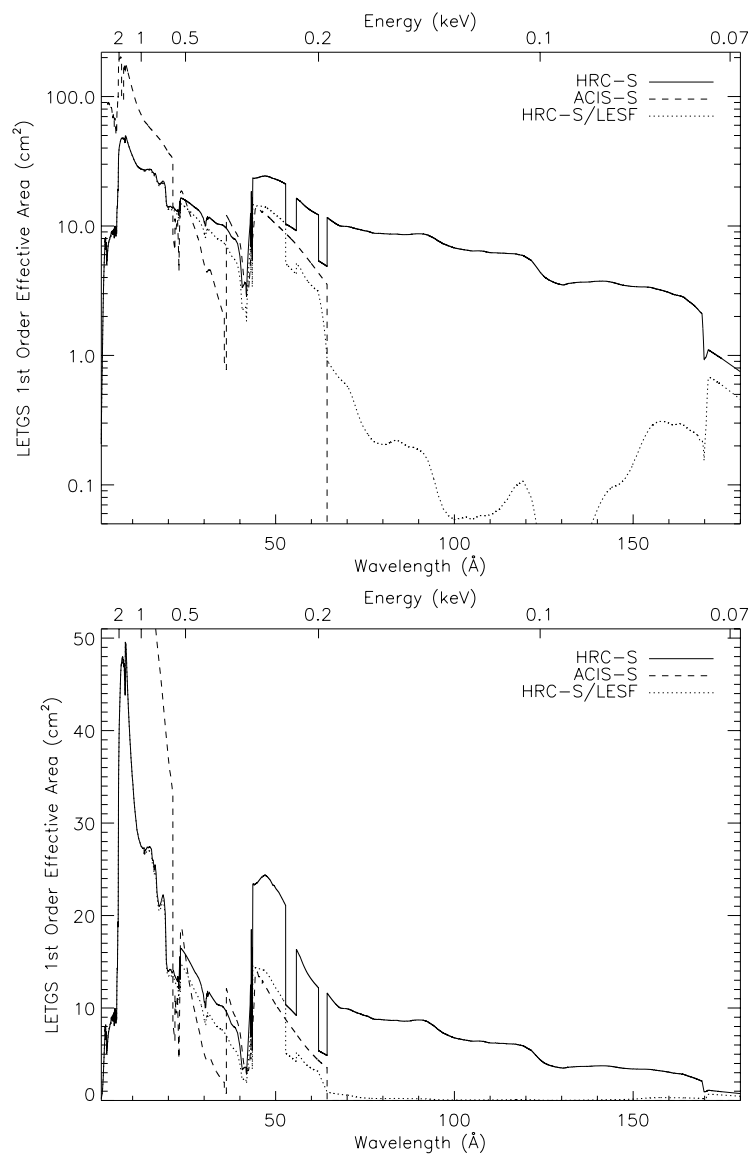 Energy (keV)
2 1 0.5 0.2 0.1 0.07
HRC-S
ACIS-S
HRC-S/LESF
100.0
10.0
1.0
0.1
LETGS 1st Order Effective Area (cm²)
50 100 150
Wavelength (Å)
Energy (keV)
2 1 0.5 0.2 0.1 0.07
HRC-S
ACIS-S
HRC-S/LESF
50
40
30
20
10
0
LETGS 1st Order Effective Area (cm²)
50 100 150
Wavelength (Å)